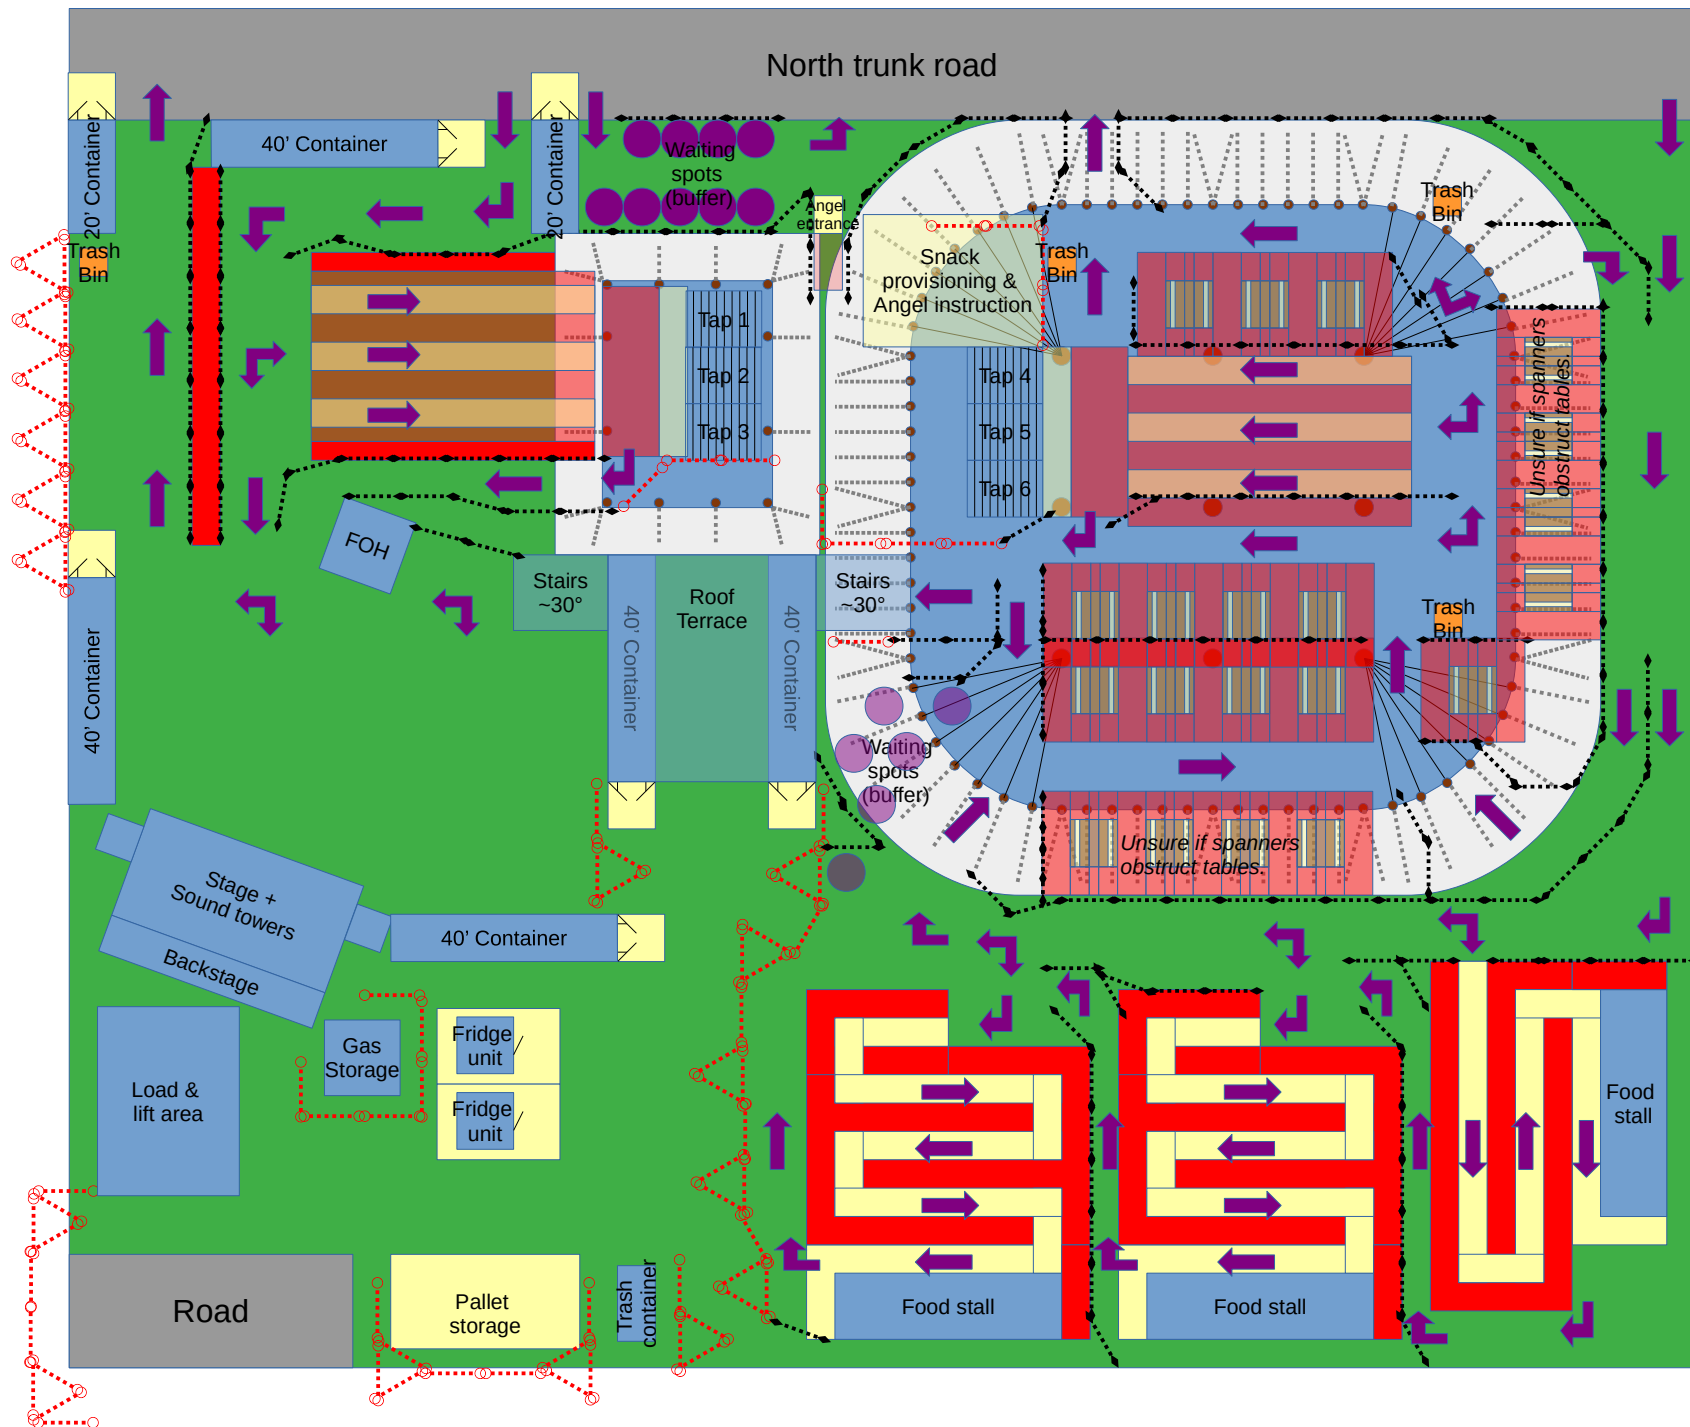 North trunk road
20' Container
40' Container
20' Container
Waiting
spots
(buffer)
Angel
entrance
Trash
Bin
Trash
Bin
Trash
Bin
Snack
provisioning &
Angel instruction
Tap 1
Tap 2
Tap 3
Tap 4
Tap 5
Tap 6
Unsure if spanners
obstruct tables.
FOH
Stairs
~30°
Roof
Terrace
Stairs
~30°
40' Container
40' Container
Trash
Bin
40' Container
Waiting
spots
(buffer)
Unsure if spanners
obstruct tables.
Stage +
Sound towers
Backstage
40' Container
Gas
Storage
Fridge
unit
Fridge
unit
Load &
lift area
Food
stall
Road
Pallet
storage
Trash
container
Food stall
Food stall